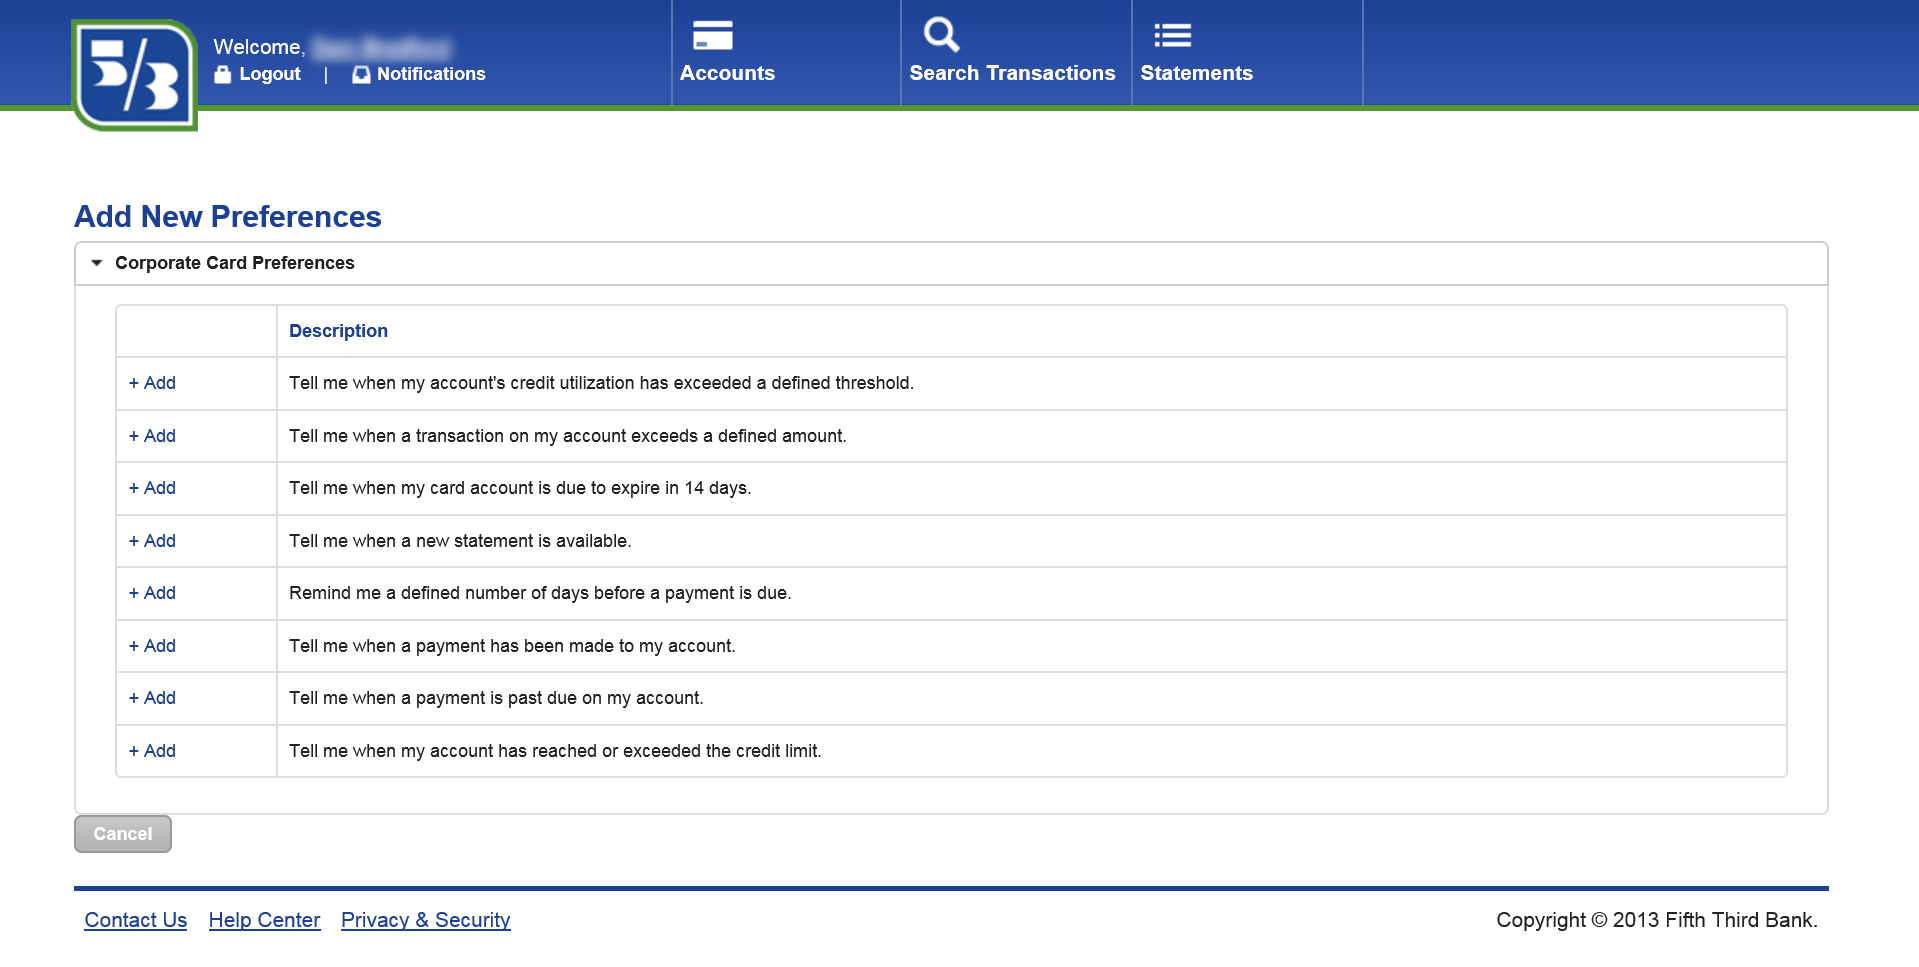 5/3
Welcome,
Logout | Notifications
Accounts
Search Transactions
Statements
Add New Preferences
Corporate Card Preferences
Description
+ Add Tell me when my account's credit utilization has exceeded a defined threshold.
+ Add Tell me when a transaction on my account exceeds a defined amount.
+ Add Tell me when my card account is due to expire in 14 days.
+ Add Tell me when a new statement is available.
+ Add Remind me a defined number of days before a payment is due.
+ Add Tell me when a payment has been made to my account.
+ Add Tell me when a payment is past due on my account.
+ Add Tell me when my account has reached or exceeded the credit limit.
Cancel
Contact Us Help Center Privacy & Security Copyright © 2013 Fifth Third Bank.